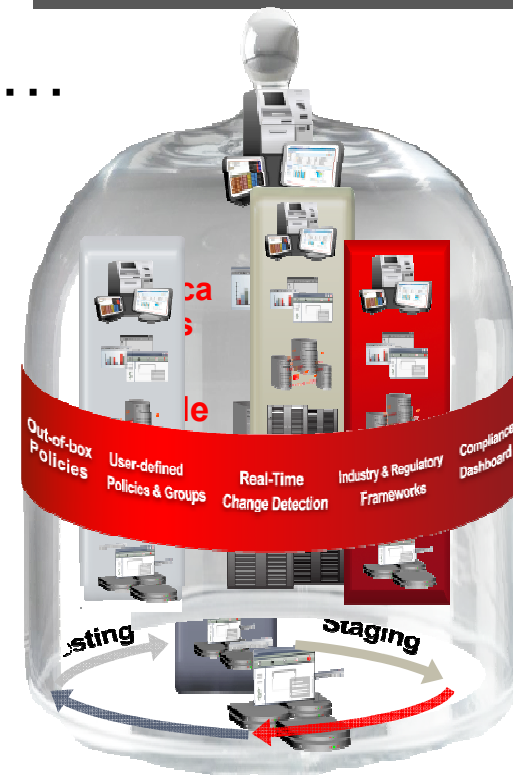 ...
Out-of-box
Policies
User-defined
Policies & Groups
Real-Time
Change Detection
Industry & Regulatory
Frameworks
Compliance
Dashboard
Staging